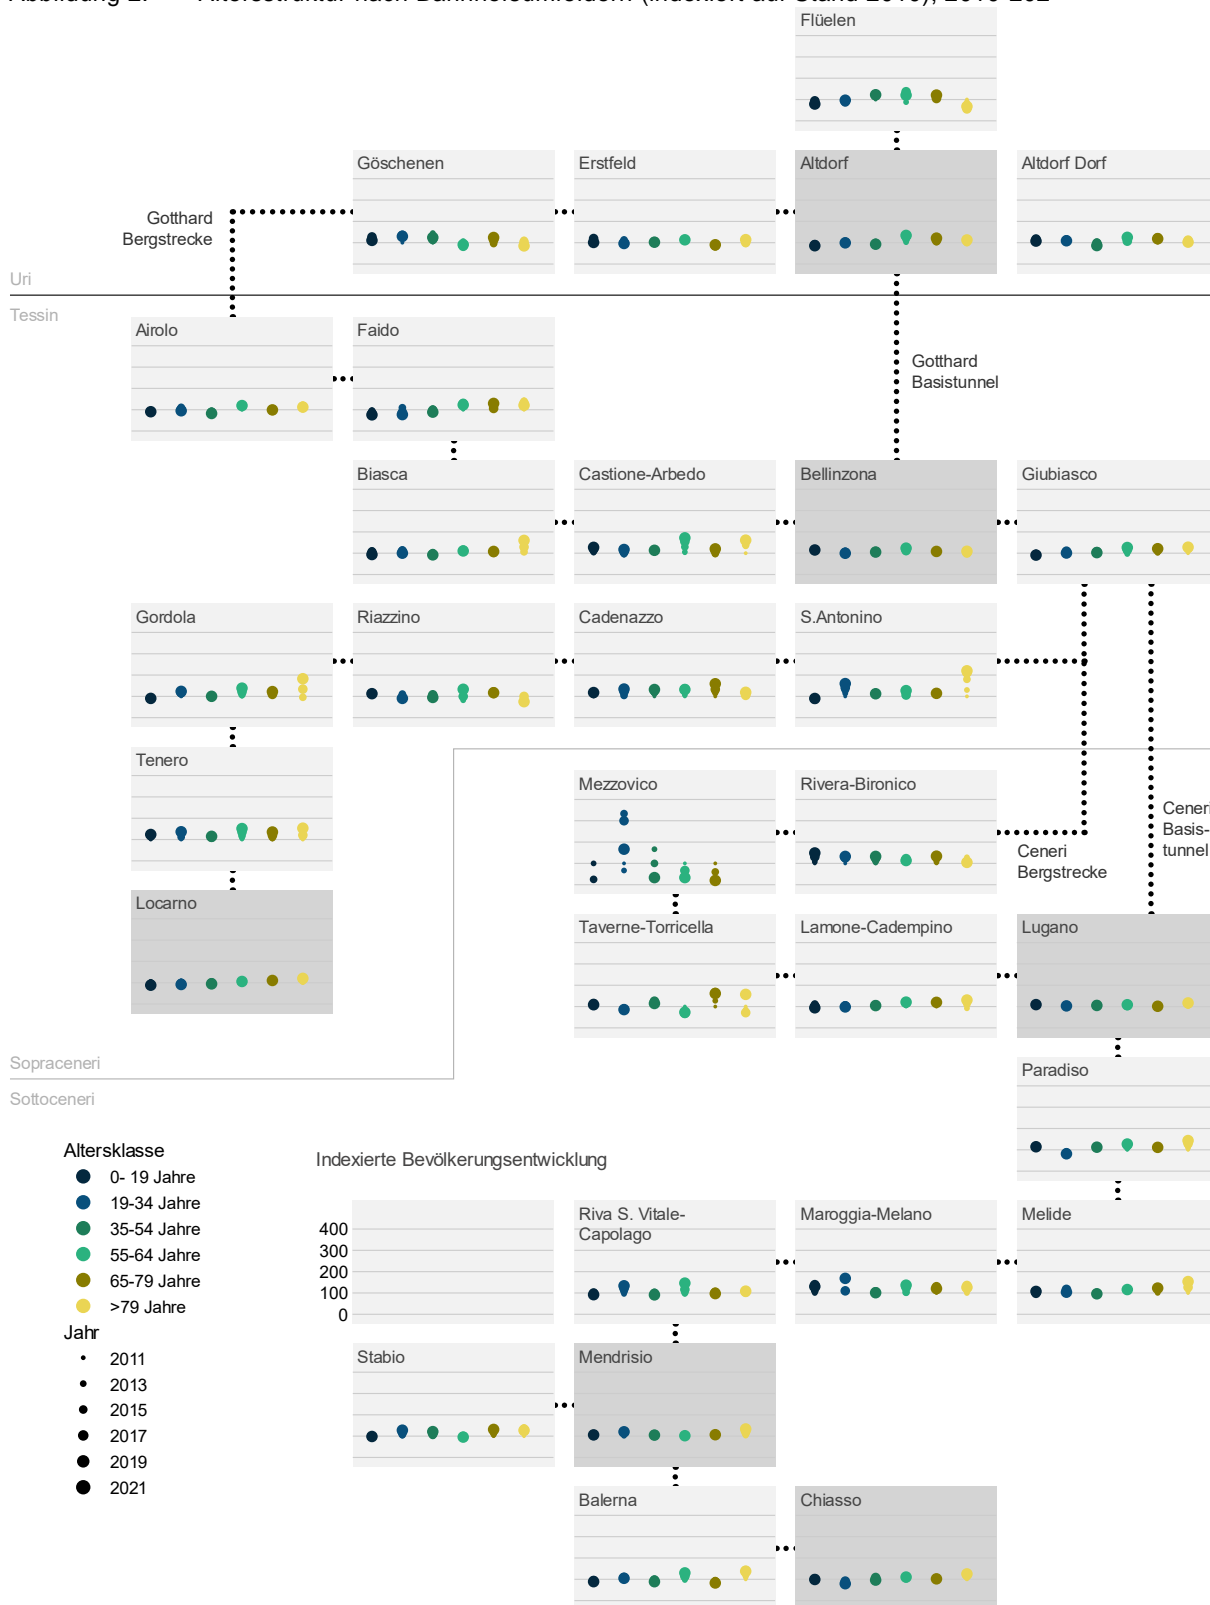 Flüelen
Göschenen
Erstfeld
Altdorf
Altdorf Dorf
Gotthard
Bergstrecke
Uri
Tessin
Airolo
Faido
Gotthard
Basistunnel
Biasca
Castione-Arbedo
Bellinzona
Giubiasco
Gordola
Riazzino
Cadenazzo
S.Antonino
Tenero
Mezzovico
Rivera-Bironico
Ceneri
Basis-
tunnel
Ceneri
Bergstrecke
Locarno
Taverne-Torricella
Lamone-Cadempino
Lugano
Sopraceneri
Sottoceneri
Paradiso
Altersklasse
0- 19 Jahre
19-34 Jahre
35-54 Jahre
55-64 Jahre
65-79 Jahre
>79 Jahre
Jahr
2011
2013
2015
2017
2019
2021
Indexierte Bevölkerungsentwicklung
400
300
200
100
0
Riva S. Vitale-
Capolago
Maroggia-Melano
Melide
Stabio
Mendrisio
Balerna
Chiasso